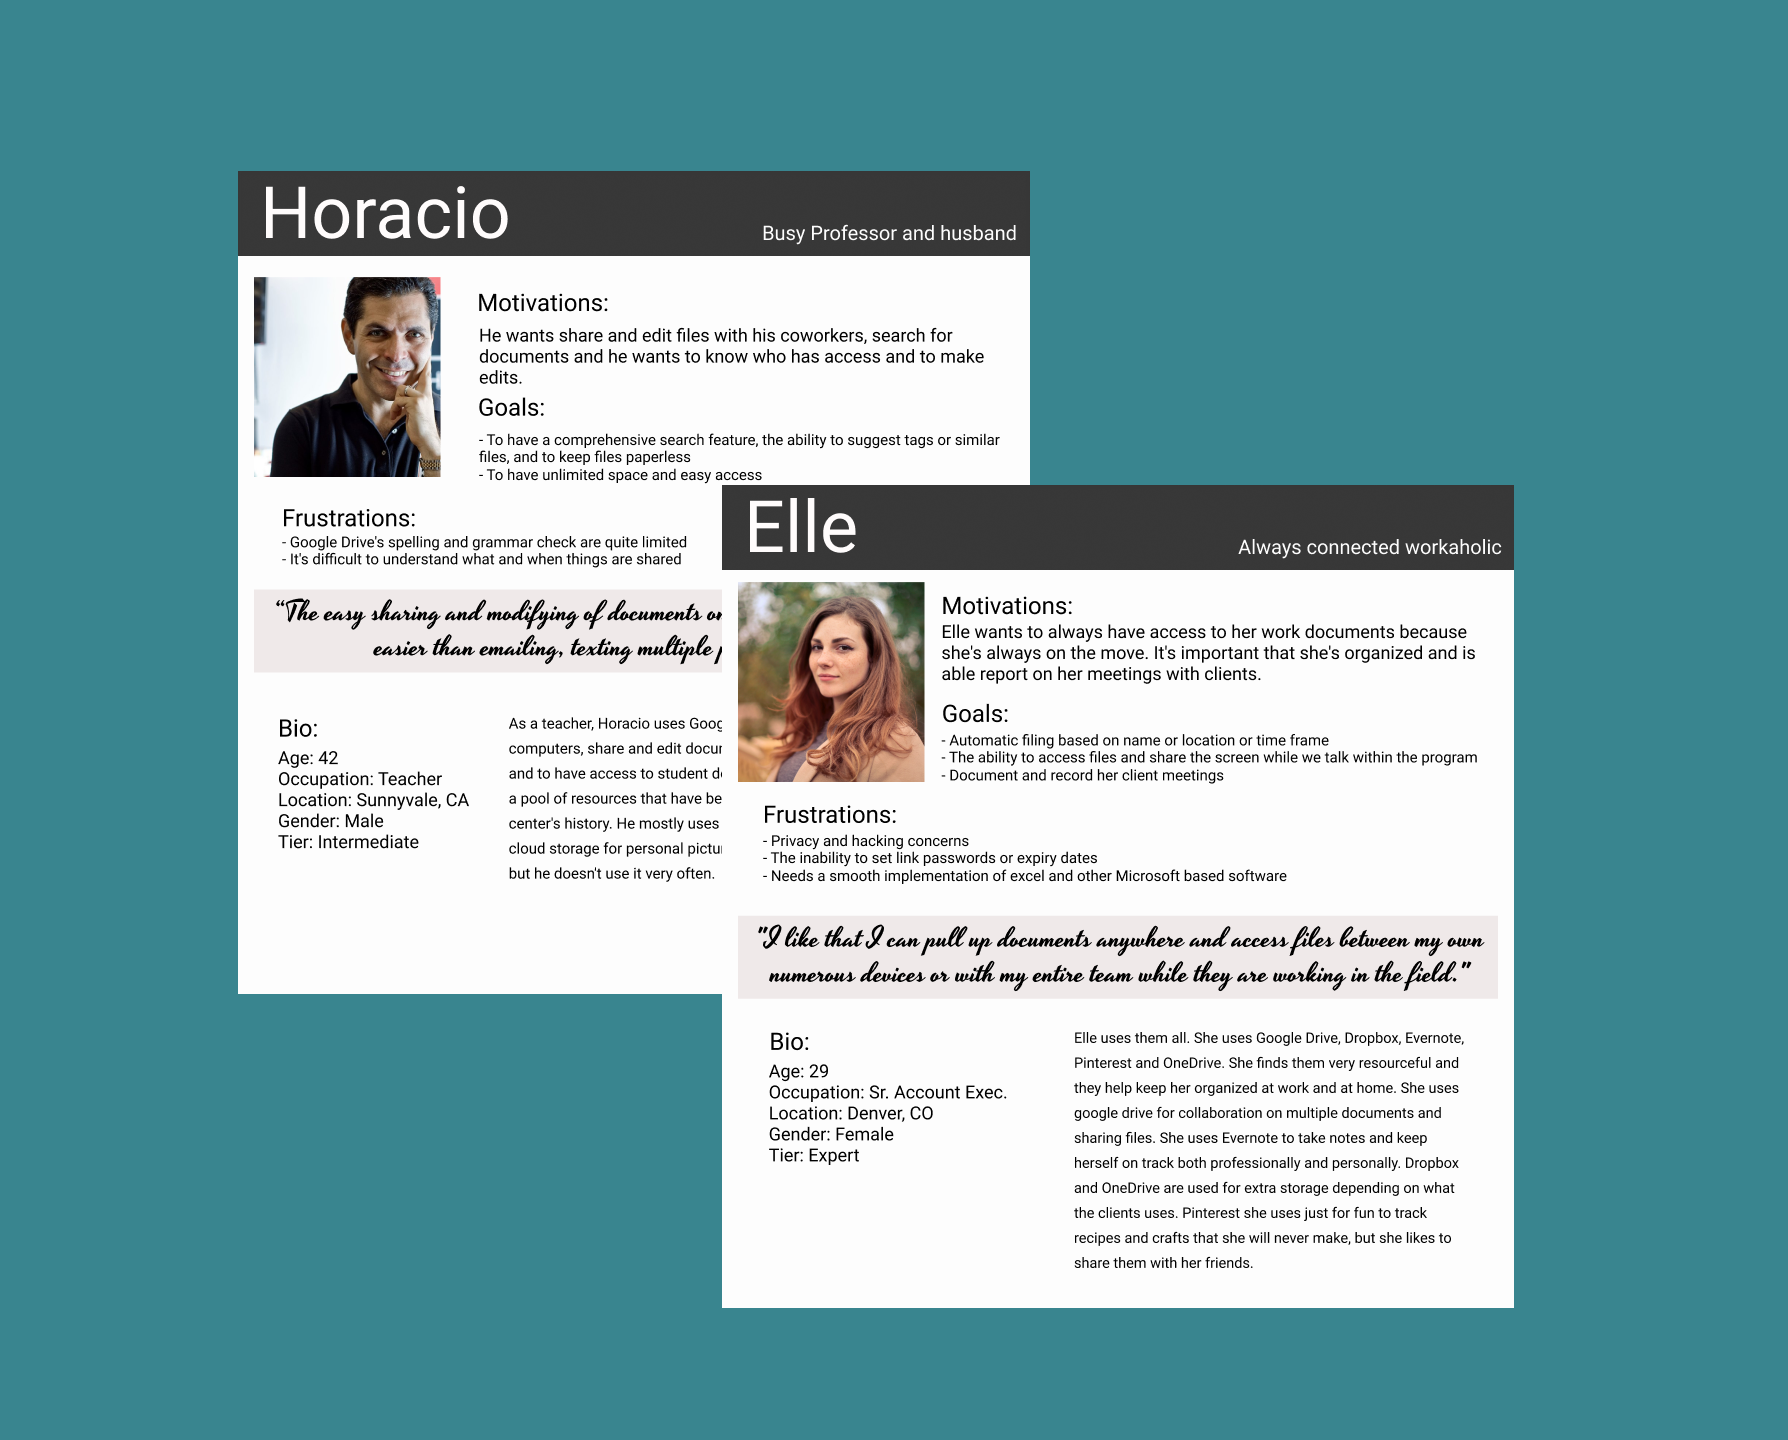 Horacio
Busy Professor and husband
Motivations:
He wants share and edit files with his coworkers, search for
documents and he wants to know who has access and to make
edits.
Goals:
- To have a comprehensive search feature, the ability to suggest tags or similar
files, and to keep files paperless
- To have unlimited space and easy access
Frustrations:
- Google Drive's spelling and grammar check are quite limited
- It's difficult to understand what and when things are shared
“The easy sharing and modifying of documents
easier than emailing, texting multiple
Bio:
Age: 42
Occupation: Teacher
Location: Sunnyvale, CA
Gender: Male
Tier: Intermediate
As a teacher, Horacio uses
computers, share and edit
and to have access to student
a pool of resources that have
center's history. He mostly uses
cloud storage for personal
but he doesn't use it very often.
Elle
Always connected workaholic
Motivations:
Elle wants to always have access to her work documents because
she's always on the move. It's important that she's organized and is
able report on her meetings with clients.
Goals:
- Automatic filing based on name or location or time frame
- The ability to access files and share the screen while we talk within the program
- Document and record her client meetings
Frustrations:
- Privacy and hacking concerns
- The inability to set link passwords or expiry dates
- Needs a smooth implementation of excel and other Microsoft based software
"I like that I can pull up documents anywhere and access files between my own
numerous devices or with my entire team while they are working in the field."
Bio:
Age: 29
Occupation: Sr. Account Exec.
Location: Denver, CO
Gender: Female
Tier: Expert
Elle uses them all. She uses Google Drive, Dropbox, Evernote,
Pinterest and OneDrive. She finds them very resourceful and
they help keep her organized at work and at home. She uses
google drive for collaboration on multiple documents and
sharing files. She uses Evernote to take notes and keep
herself on track both professionally and personally. Dropbox
and OneDrive are used for extra storage depending on what
the clients uses. Pinterest she uses just for fun to track
recipes and crafts that she will never make, but she likes to
share them with her friends.